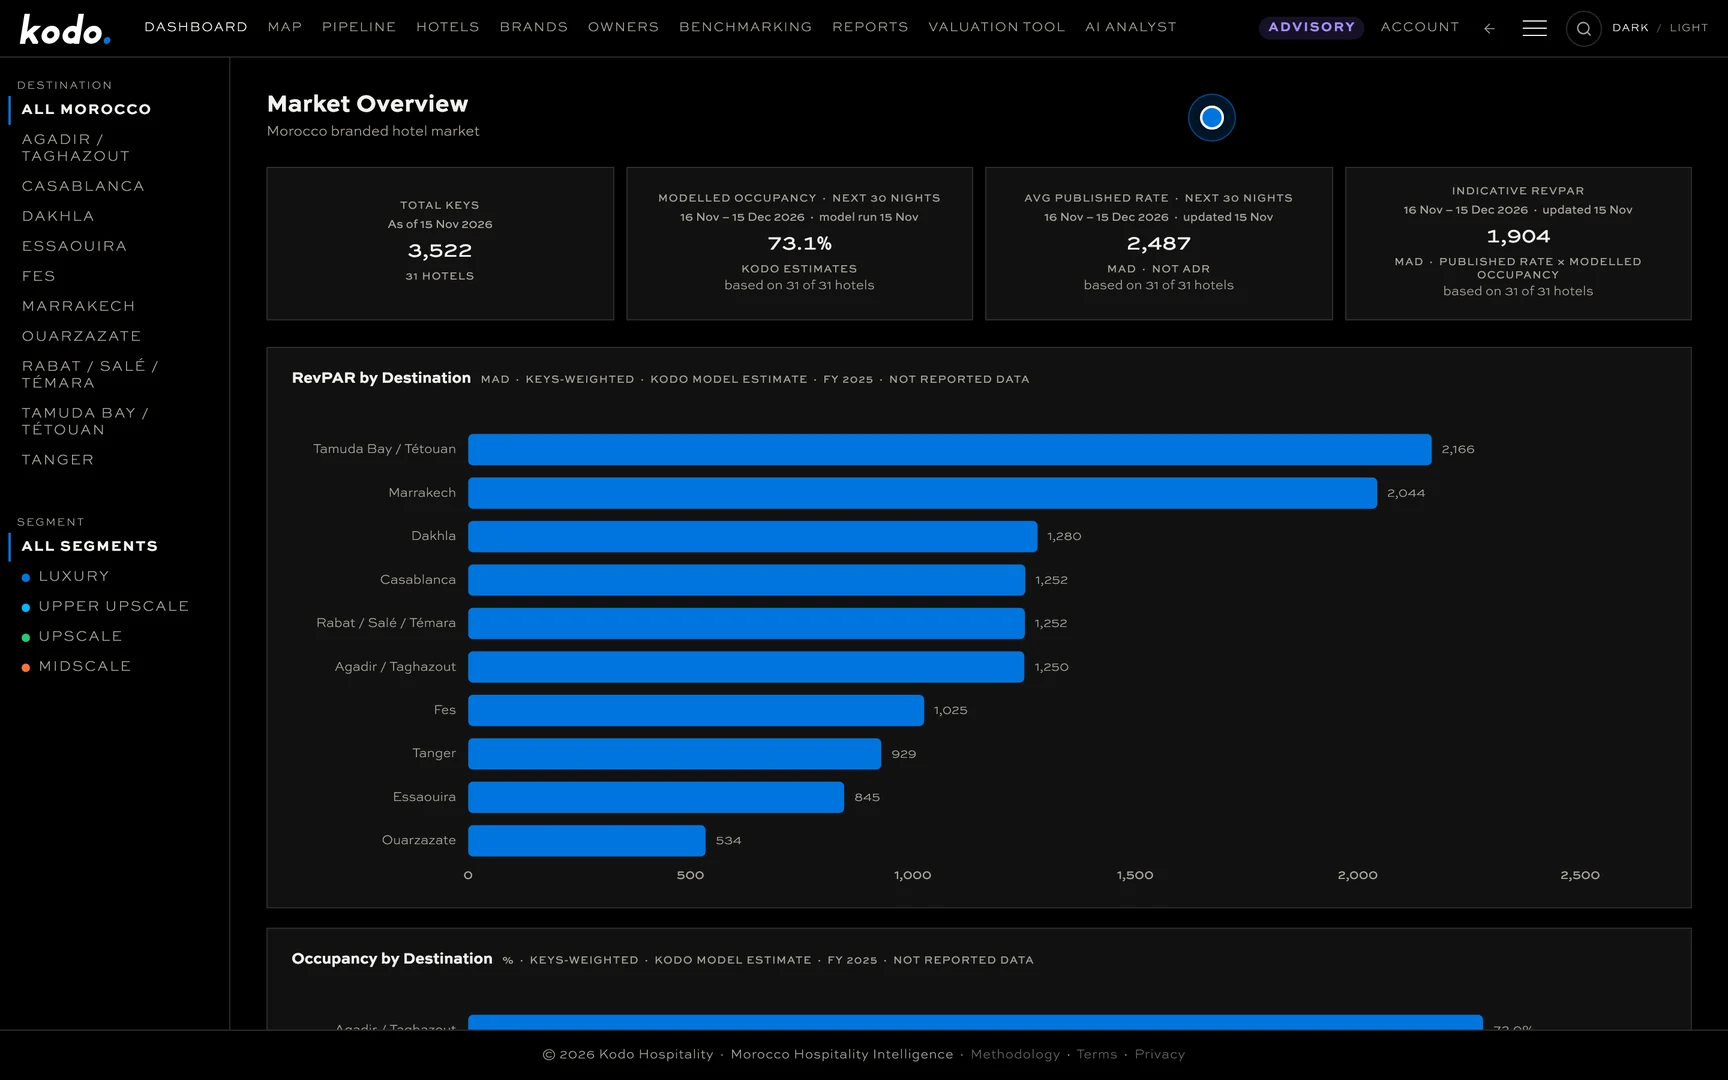 kodo.
DASHBOARD MAP PIPELINE HOTELS BRANDS OWNERS BENCHMARKING REPORTS VALUATION TOOL AI ANALYST ADVISORY ACCOUNT ← DARK / LIGHT
DESTINATION
ALL MOROCCO
AGADIR /
TAGHAZOUT
CASABLANCA
DAKHLA
ESSAOUIRA
FES
MARRAKECH
OUARZAZATE
RABAT / SALÉ /
TÉMARA
TAMUDA BAY /
TÉTOUAN
TANGER
SEGMENT
ALL SEGMENTS
LUXURY
UPPER UPSCALE
UPSCALE
MIDSCALE
Market Overview
Morocco branded hotel market
TOTAL KEYS
As of 15 Nov 2026
3,522
31 HOTELS
MODELLED OCCUPANCY · NEXT 30 NIGHTS
16 Nov – 15 Dec 2026 · model run 15 Nov
73.1%
KODO ESTIMATES
based on 31 of 31 hotels
AVG PUBLISHED RATE · NEXT 30 NIGHTS
16 Nov – 15 Dec 2026 · updated 15 Nov
2,487
MAD · NOT ADR
based on 31 of 31 hotels
INDICATIVE REVPAR
16 Nov – 15 Dec 2026 · updated 15 Nov
1,904
MAD · PUBLISHED RATE × MODELLED
OCCUPANCY
based on 31 of 31 hotels
RevPAR by Destination MAD · KEYS-WEIGHTED · KODO MODEL ESTIMATE · FY 2025 · NOT REPORTED DATA
Tamuda Bay / Tétouan 2,166
Marrakech 2,044
Dakhla 1,280
Casablanca 1,252
Rabat / Salé / Témara 1,252
Agadir / Taghazout 1,250
Fes 1,025
Tanger 929
Essaouira 845
Ouarzazate 534
0 500 1,000 1,500 2,000 2,500
Occupancy by Destination % · KEYS-WEIGHTED · KODO MODEL ESTIMATE · FY 2025 · NOT REPORTED DATA
Agadir / Taghazout
© 2026 Kodo Hospitality · Morocco Hospitality Intelligence · Methodology · Terms · Privacy